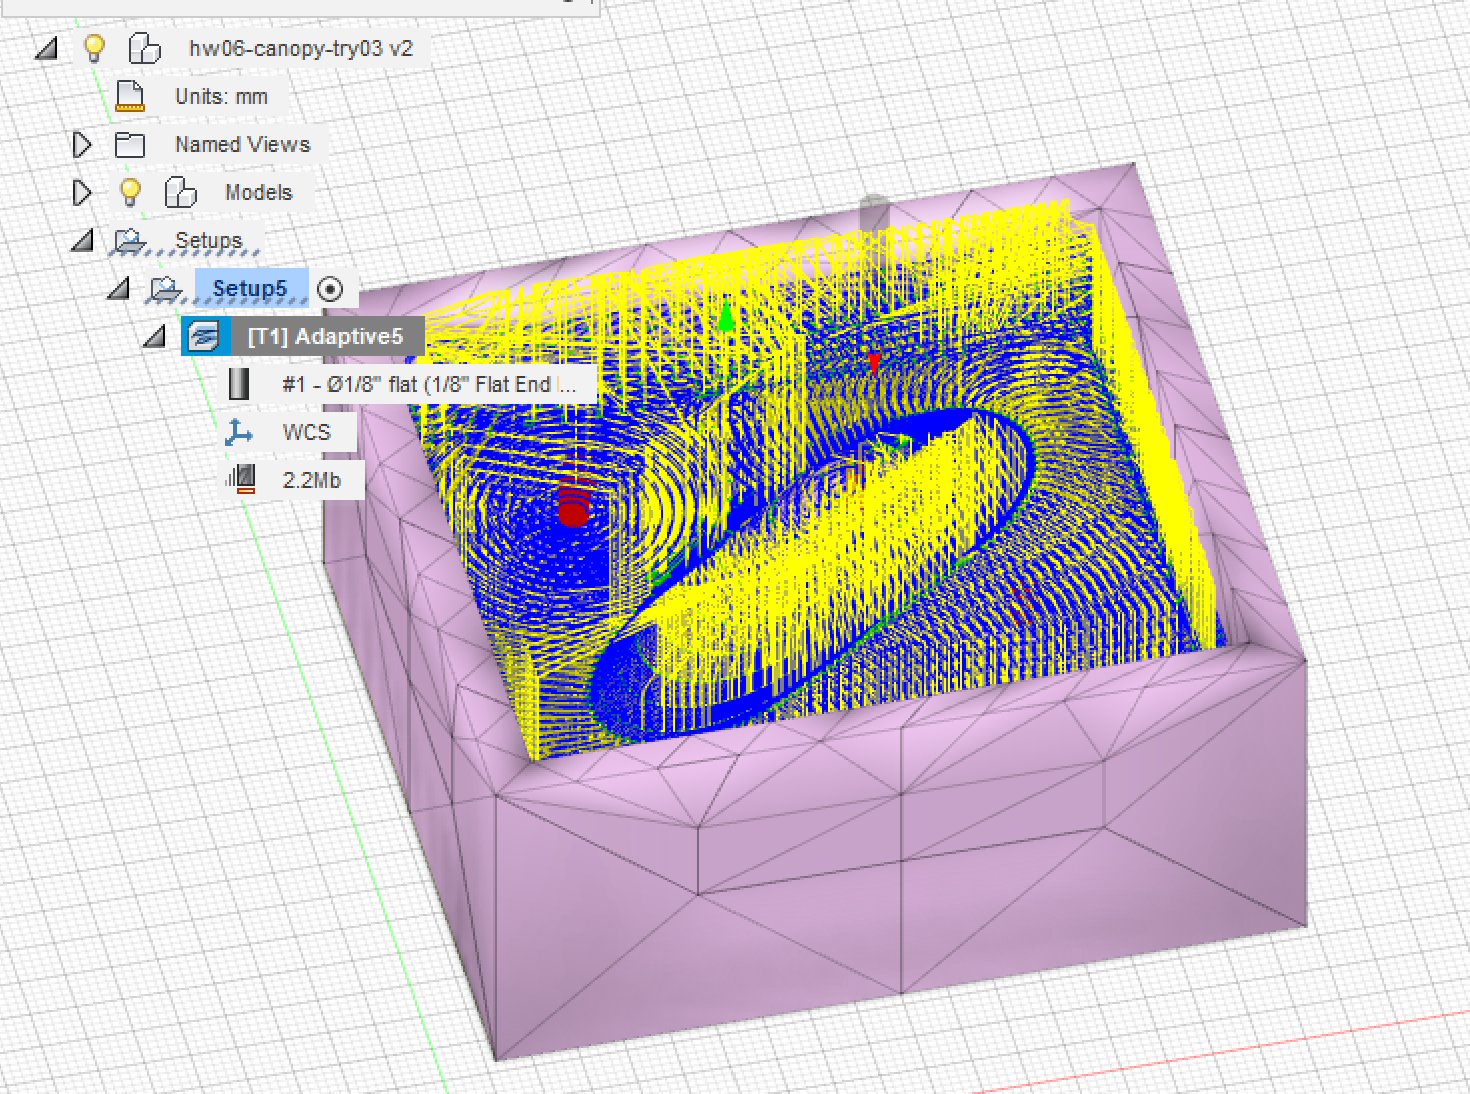 hw06-canopy-try03 v2
Units: mm
Named Views
Models
Setups
Setup5
[T1] Adaptive5
#1 - Ø1/8" flat (1/8" Flat End ...
WCS
2.2Mb